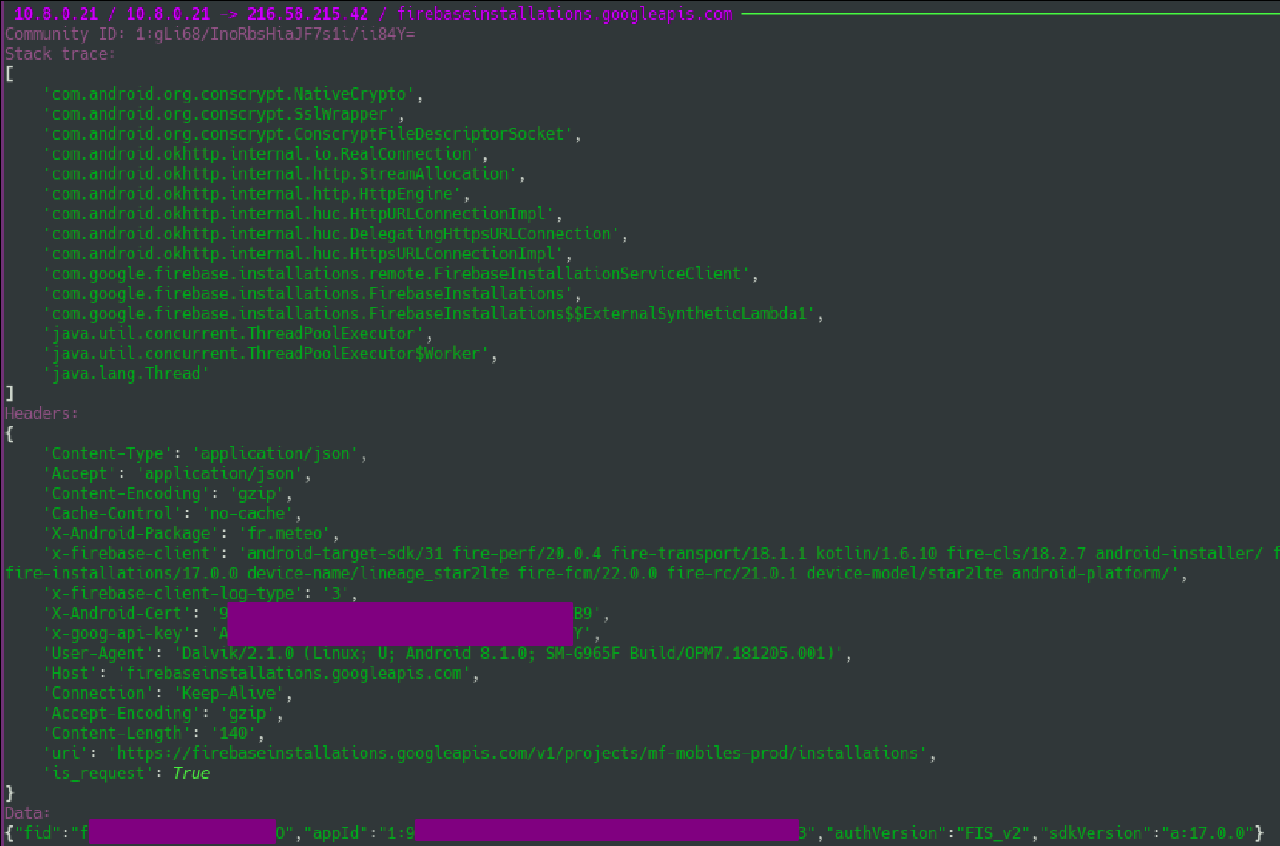 10.8.0.21 / 10.8.0.21 -> 216.58.215.42 / firebaseinstallations.googleapis.com
Community ID: 1:gLi68/InoRbsHiaJF7s1i/ii84Y=
Stack trace:
[
'com.android.org.conscrypt.NativeCrypto',
'com.android.org.conscrypt.SslWrapper',
'com.android.org.conscrypt.ConscryptFileDescriptorSocket',
'com.android.okhttp.internal.io.RealConnection',
'com.android.okhttp.internal.http.StreamAllocation',
'com.android.okhttp.internal.http.HttpEngine',
'com.android.okhttp.internal.huc.HttpURLConnectionImpl',
'com.android.okhttp.internal.huc.DelegatingHttpsURLConnection',
'com.android.okhttp.internal.huc.HttpsURLConnectionImpl',
'com.google.firebase.installations.remote.FirebaseInstallationServiceClient',
'com.google.firebase.installations.FirebaseInstallations',
'com.google.firebase.installations.FirebaseInstallations$$ExternalSyntheticLambda1',
'java.util.concurrent.ThreadPoolExecutor',
'java.util.concurrent.ThreadPoolExecutor$Worker',
'java.lang.Thread'
]
Headers:
{
'Content-Type': 'application/json',
'Accept': 'application/json',
'Content-Encoding': 'gzip',
'Cache-Control': 'no-cache',
'X-Android-Package': 'fr.meteo',
'x-firebase-client': 'android-target-sdk/31 fire-perf/20.0.4 fire-transport/18.1.1 kotlin/1.6.10 fire-cls/18.2.7 android-installer/ f
fire-installations/17.0.0 device-name/lineage_star2lte fire-fcm/22.0.0 fire-rc/21.0.1 device-model/star2lte android-platform/',
'x-firebase-client-log-type': '3',
'X-Android-Cert': '9 B9',
'x-goog-api-key': 'A Y',
'User-Agent': 'Dalvik/2.1.0 (Linux; U; Android 8.1.0; SM-G965F Build/OPM7.181205.001)',
'Host': 'firebaseinstallations.googleapis.com',
'Connection': 'Keep-Alive',
'Accept-Encoding': 'gzip',
'Content-Length': '140',
'uri': 'https://firebaseinstallations.googleapis.com/v1/projects/mf-mobiles-prod/installations',
'is_request': True
}
Data:
{"fid":"f O","appId":"1:9 3","authVersion":"FIS_v2","sdkVersion":"a:17.0.0"}